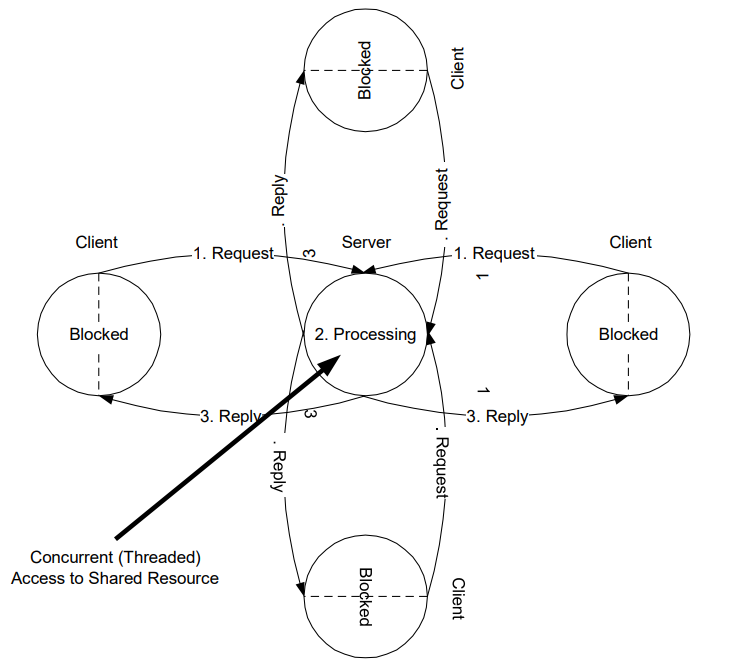 Blocked
Client
. Reply
. Request
Client
1. Request
3
Server
1. Request
Client
1
Blocked
2. Processing
Blocked
3. Reply
3
1
3. Reply
. Reply
. Request
Concurrent (Threaded)
Access to Shared Resource
Blocked
Client